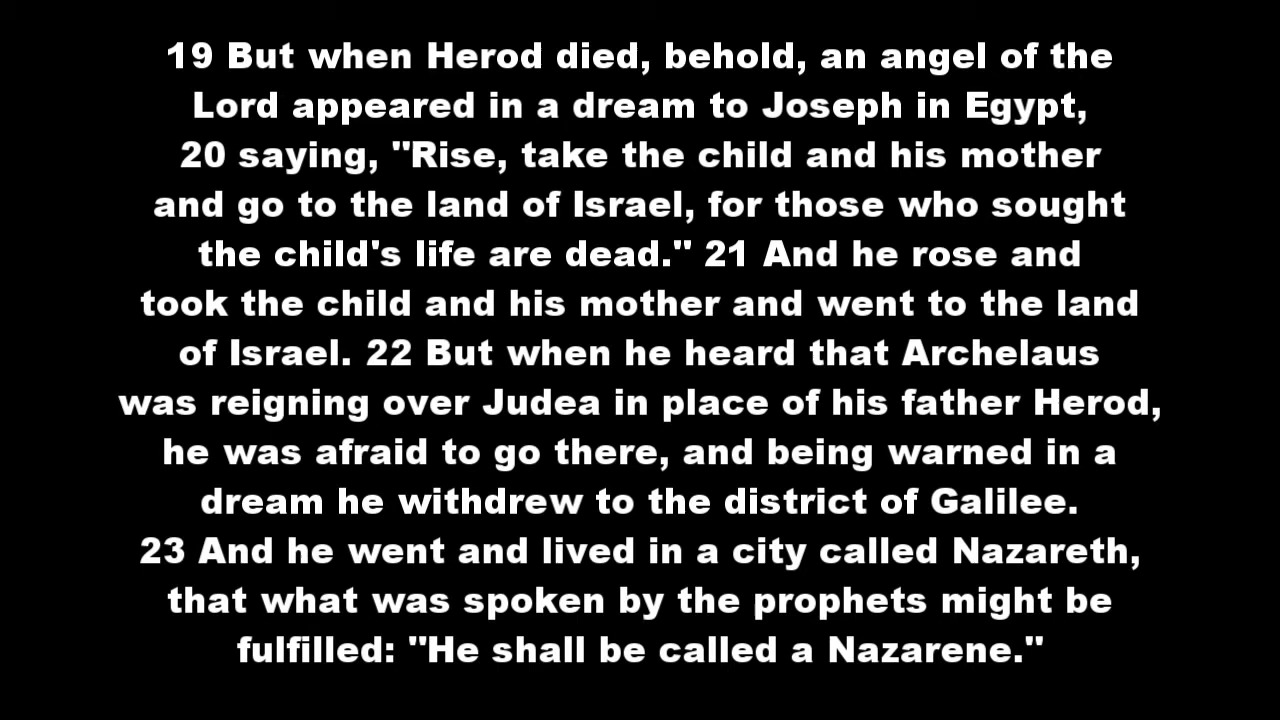 19 But when Herod died, behold, an angel of the
Lord appeared in a dream to Joseph in Egypt,
20 saying, "Rise, take the child and his mother
and go to the land of Israel, for those who sought
the child's life are dead." 21 And he rose and
took the child and his mother and went to the land
of Israel. 22 But when he heard that Archelaus
was reigning over Judea in place of his father Herod,
he was afraid to go there, and being warned in a
dream he withdrew to the district of Galilee.
23 And he went and lived in a city called Nazareth,
that what was spoken by the prophets might be
fulfilled: "He shall be called a Nazarene."